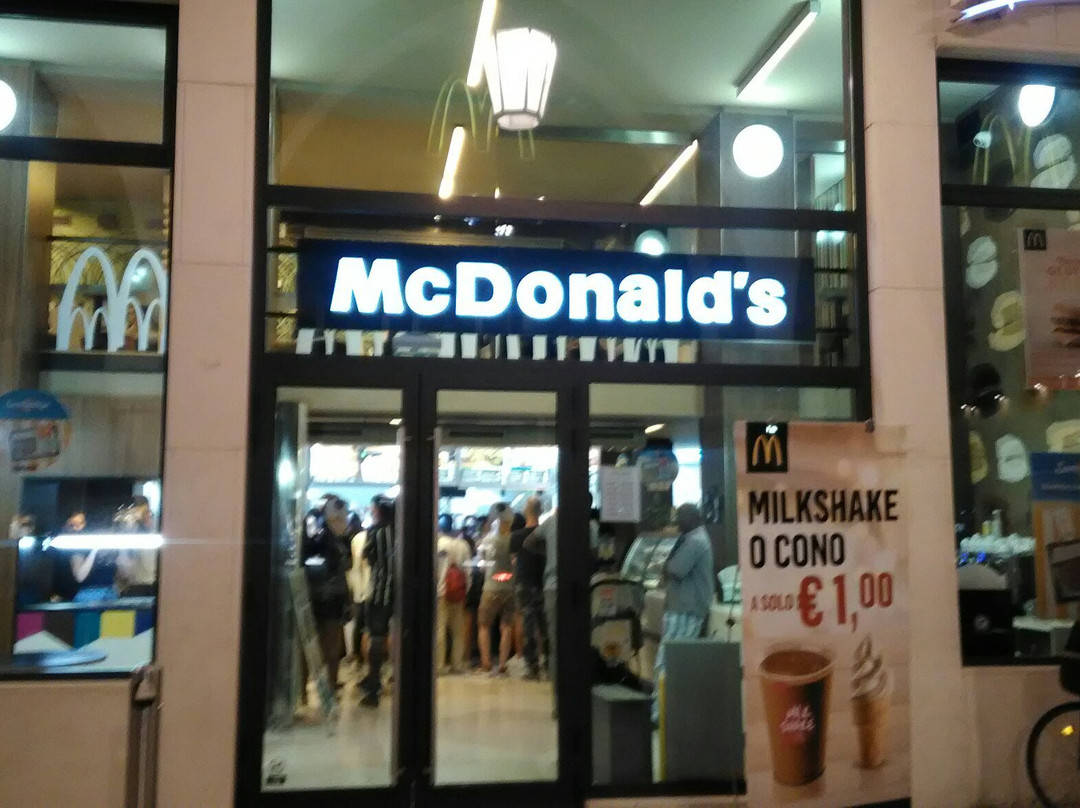 McDonald's
MILKSHAKE
O CONO
A SOLO € 1,00